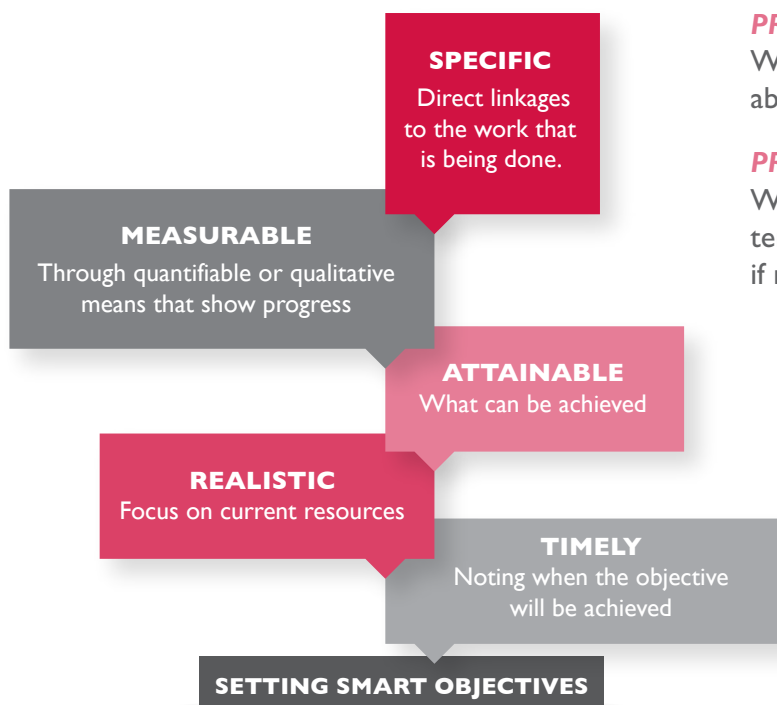 SPECIFIC
Direct linkages
to the work that
is being done.
MEASURABLE
Through quantifiable or qualitative
means that show progress
ATTAINABLE
What can be achieved
REALISTIC
Focus on current resources
TIMELY
Noting when the objective
will be achieved
SETTING SMART OBJECTIVES